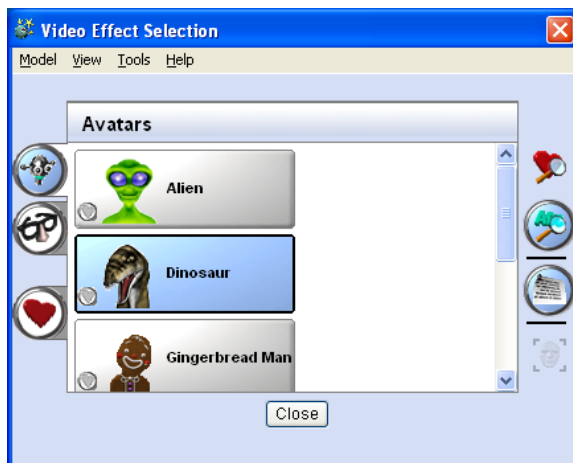 Video Effect Selection
Model View Tools Help
Avatars
Alien
Dinosaur
Gingerbread Man
Close